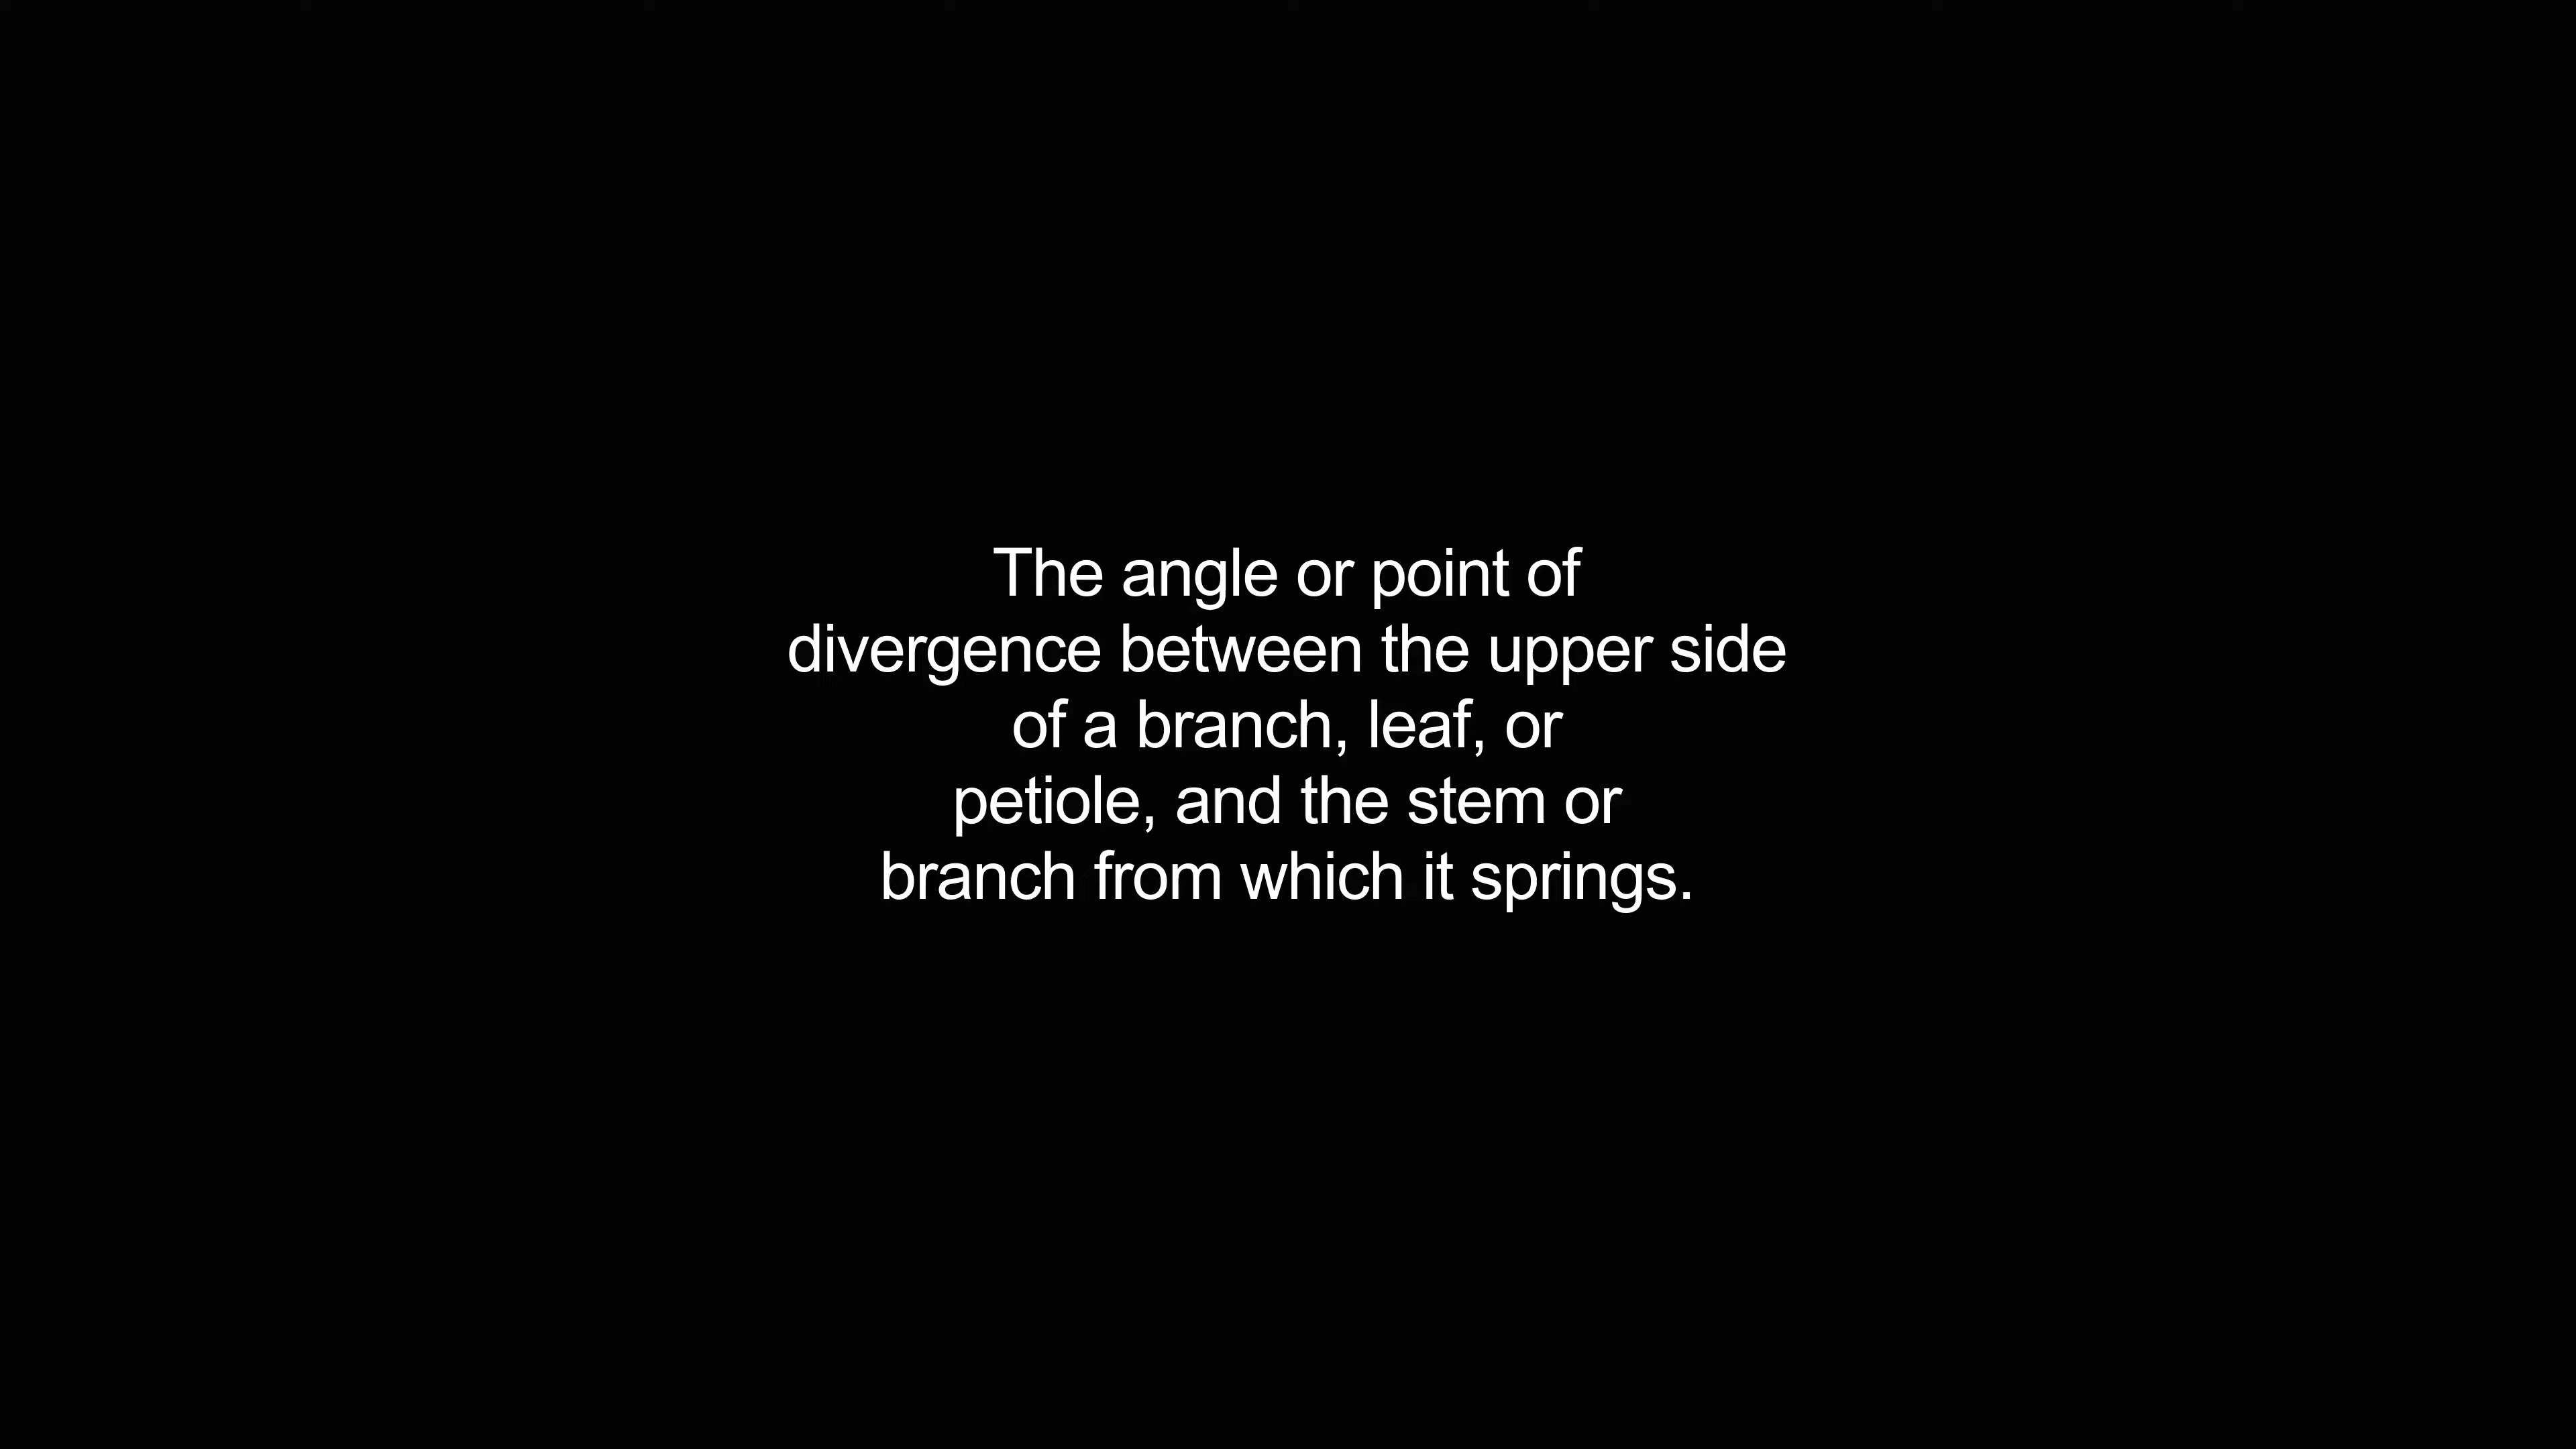 The angle or point of
divergence between the upper side
of a branch, leaf, or
petiole, and the stem or
branch from which it springs.